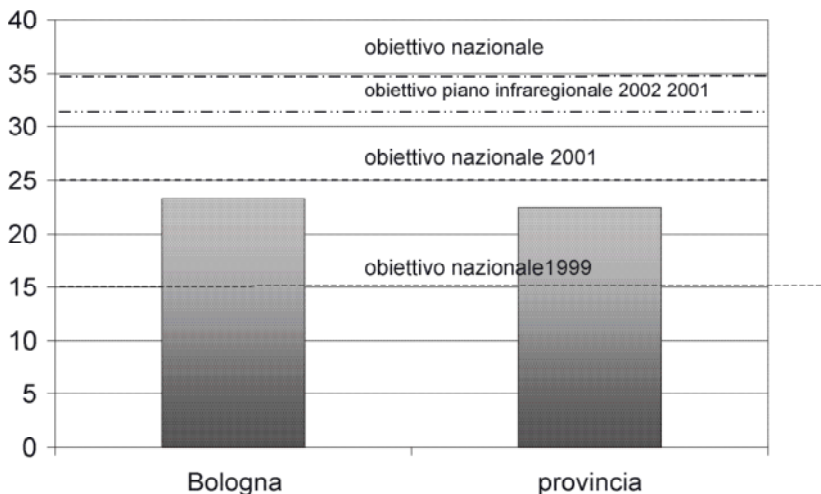 40
obiettivo nazionale
35
obiettivo piano infraregionale 2002 2001
30
obiettivo nazionale 2001
25
20
obiettivo nazionale1999
15
10
5
0
Bologna
provincia